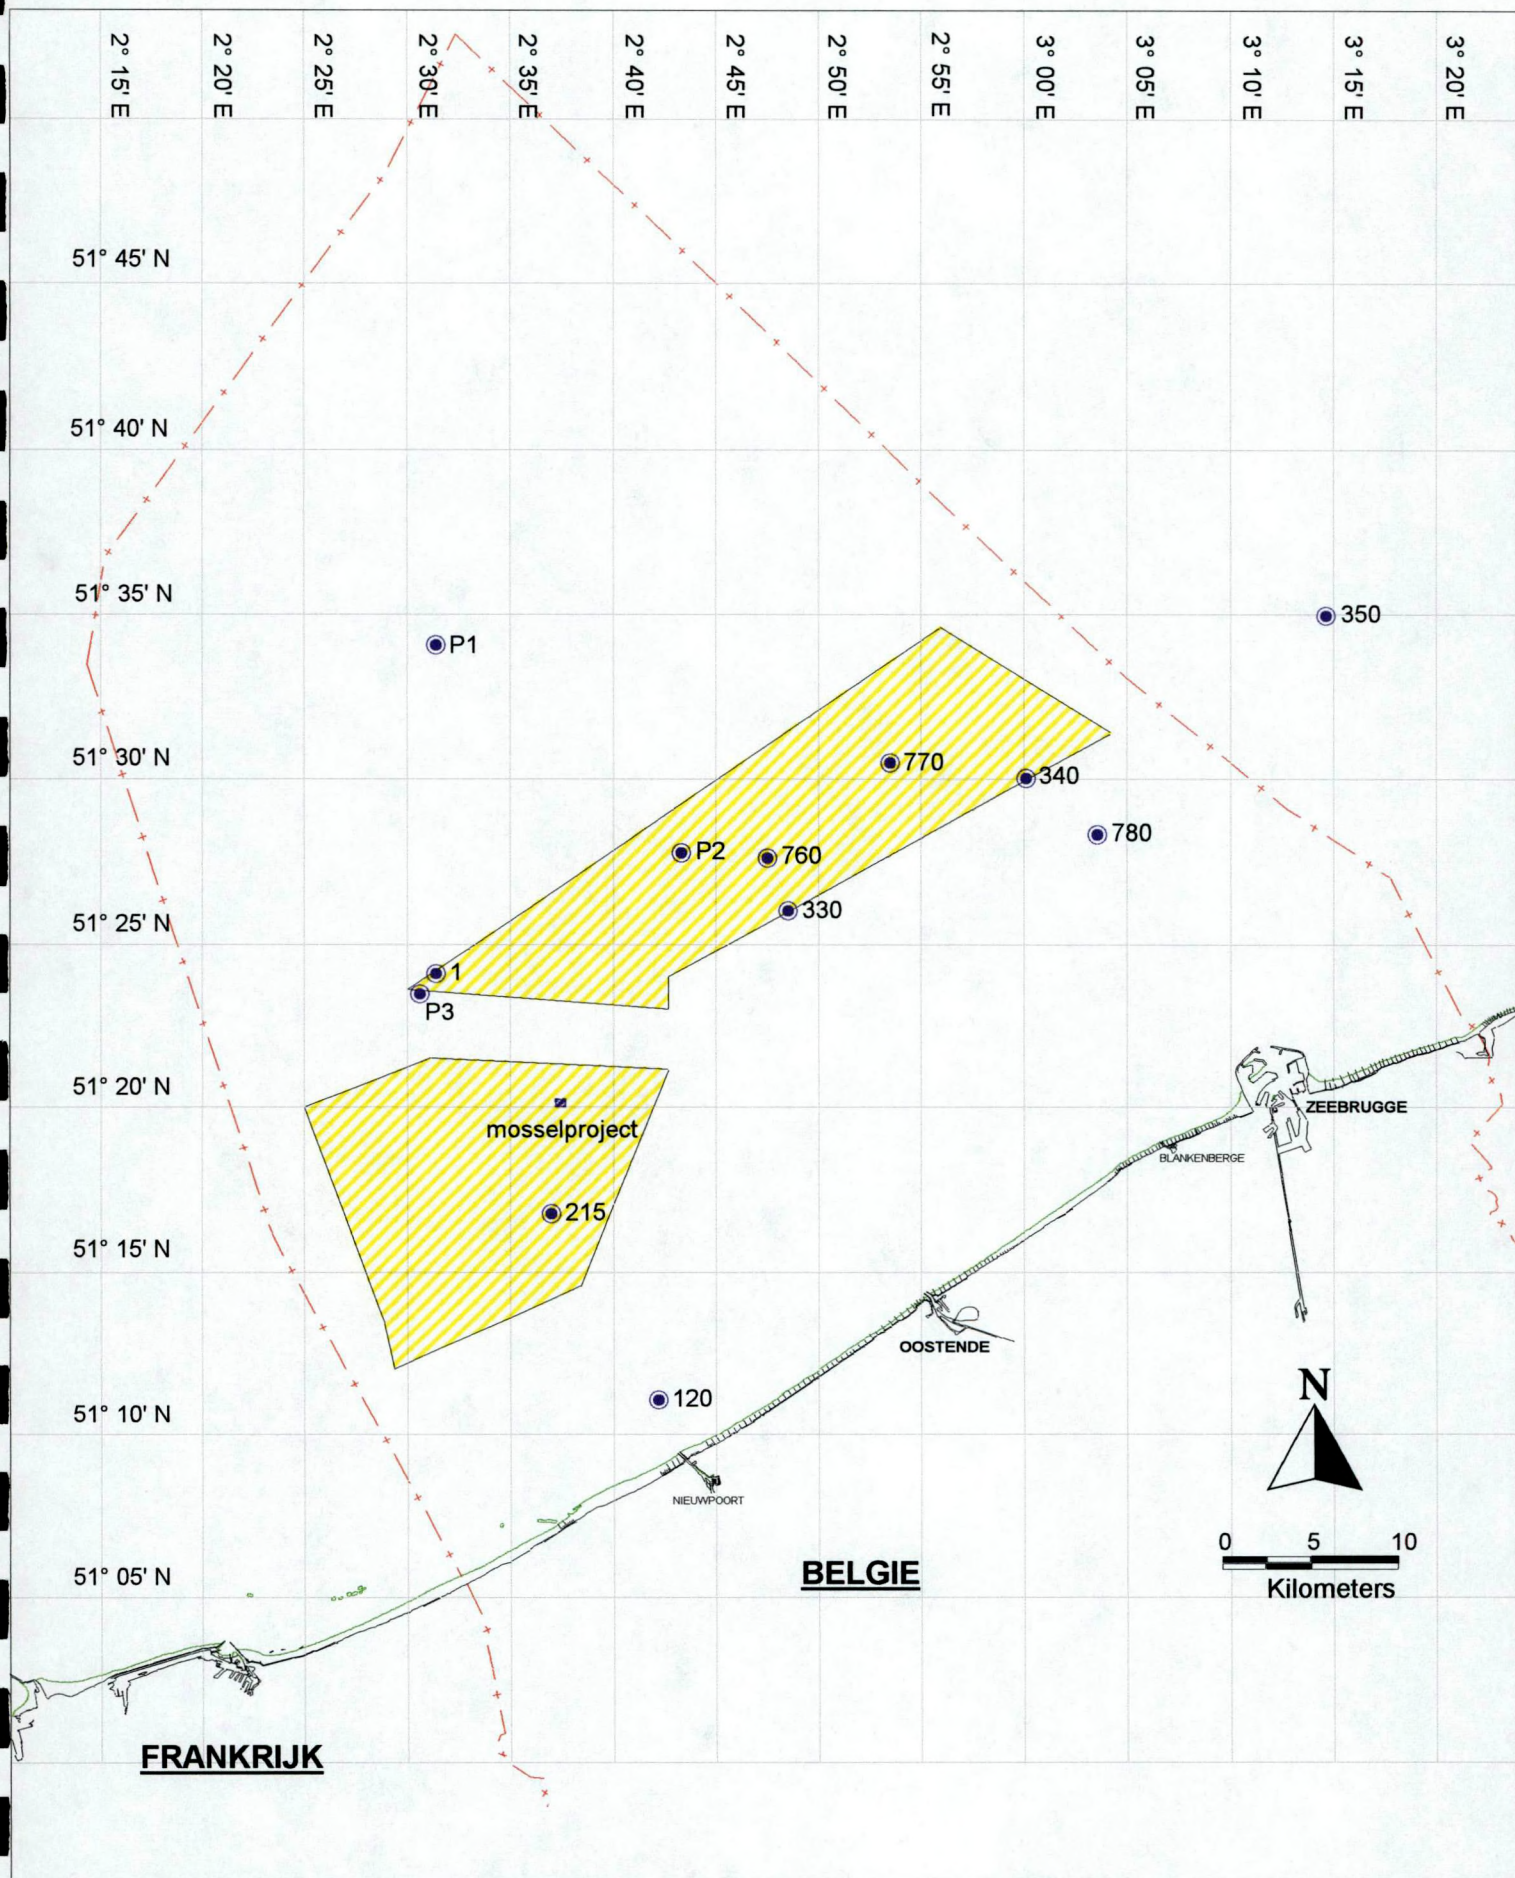 2° 15' E
2° 20' E
2° 25' E
2° 30' E
2° 35' E
2° 40' E
2° 45' E
2° 50' E
2° 55' E
3° 00' E
3° 05' E
3° 10' E
3° 15' E
3° 20' E
51° 45' N
51° 40' N
51° 35' N
350
P1
51° 30' N
770
340
780
P2
760
330
51° 25' N
1
P3
51° 20' N
ZEEBRUGGE
mosselproject
BLANKENBERGE
215
51° 15' N
OOSTENDE
N
120
51° 10' N
NIEUWPOORT
0 5 10
Kilometers
51° 05' N
BELGIE
FRANKRIJK